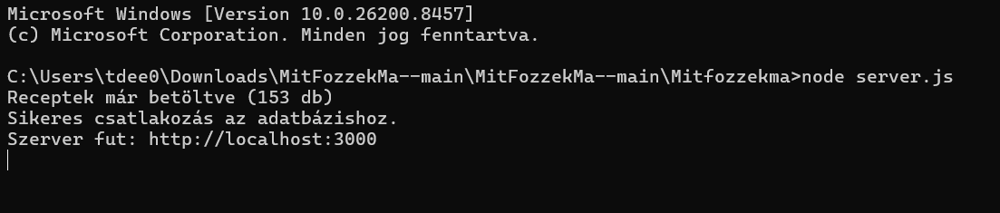 Microsoft Windows [Version 10.0.26200.8457]
(c) Microsoft Corporation. Minden jog fenntartva.
C:\Users\tdee0\Downloads\MitFozzekMa--main\MitFozzekMa--main\Mitfozzekma>node server.js
Receptek már betöltve (153 db)
Sikeres csatlakozás az adatbázishoz.
Szerver fut: http://localhost:3000